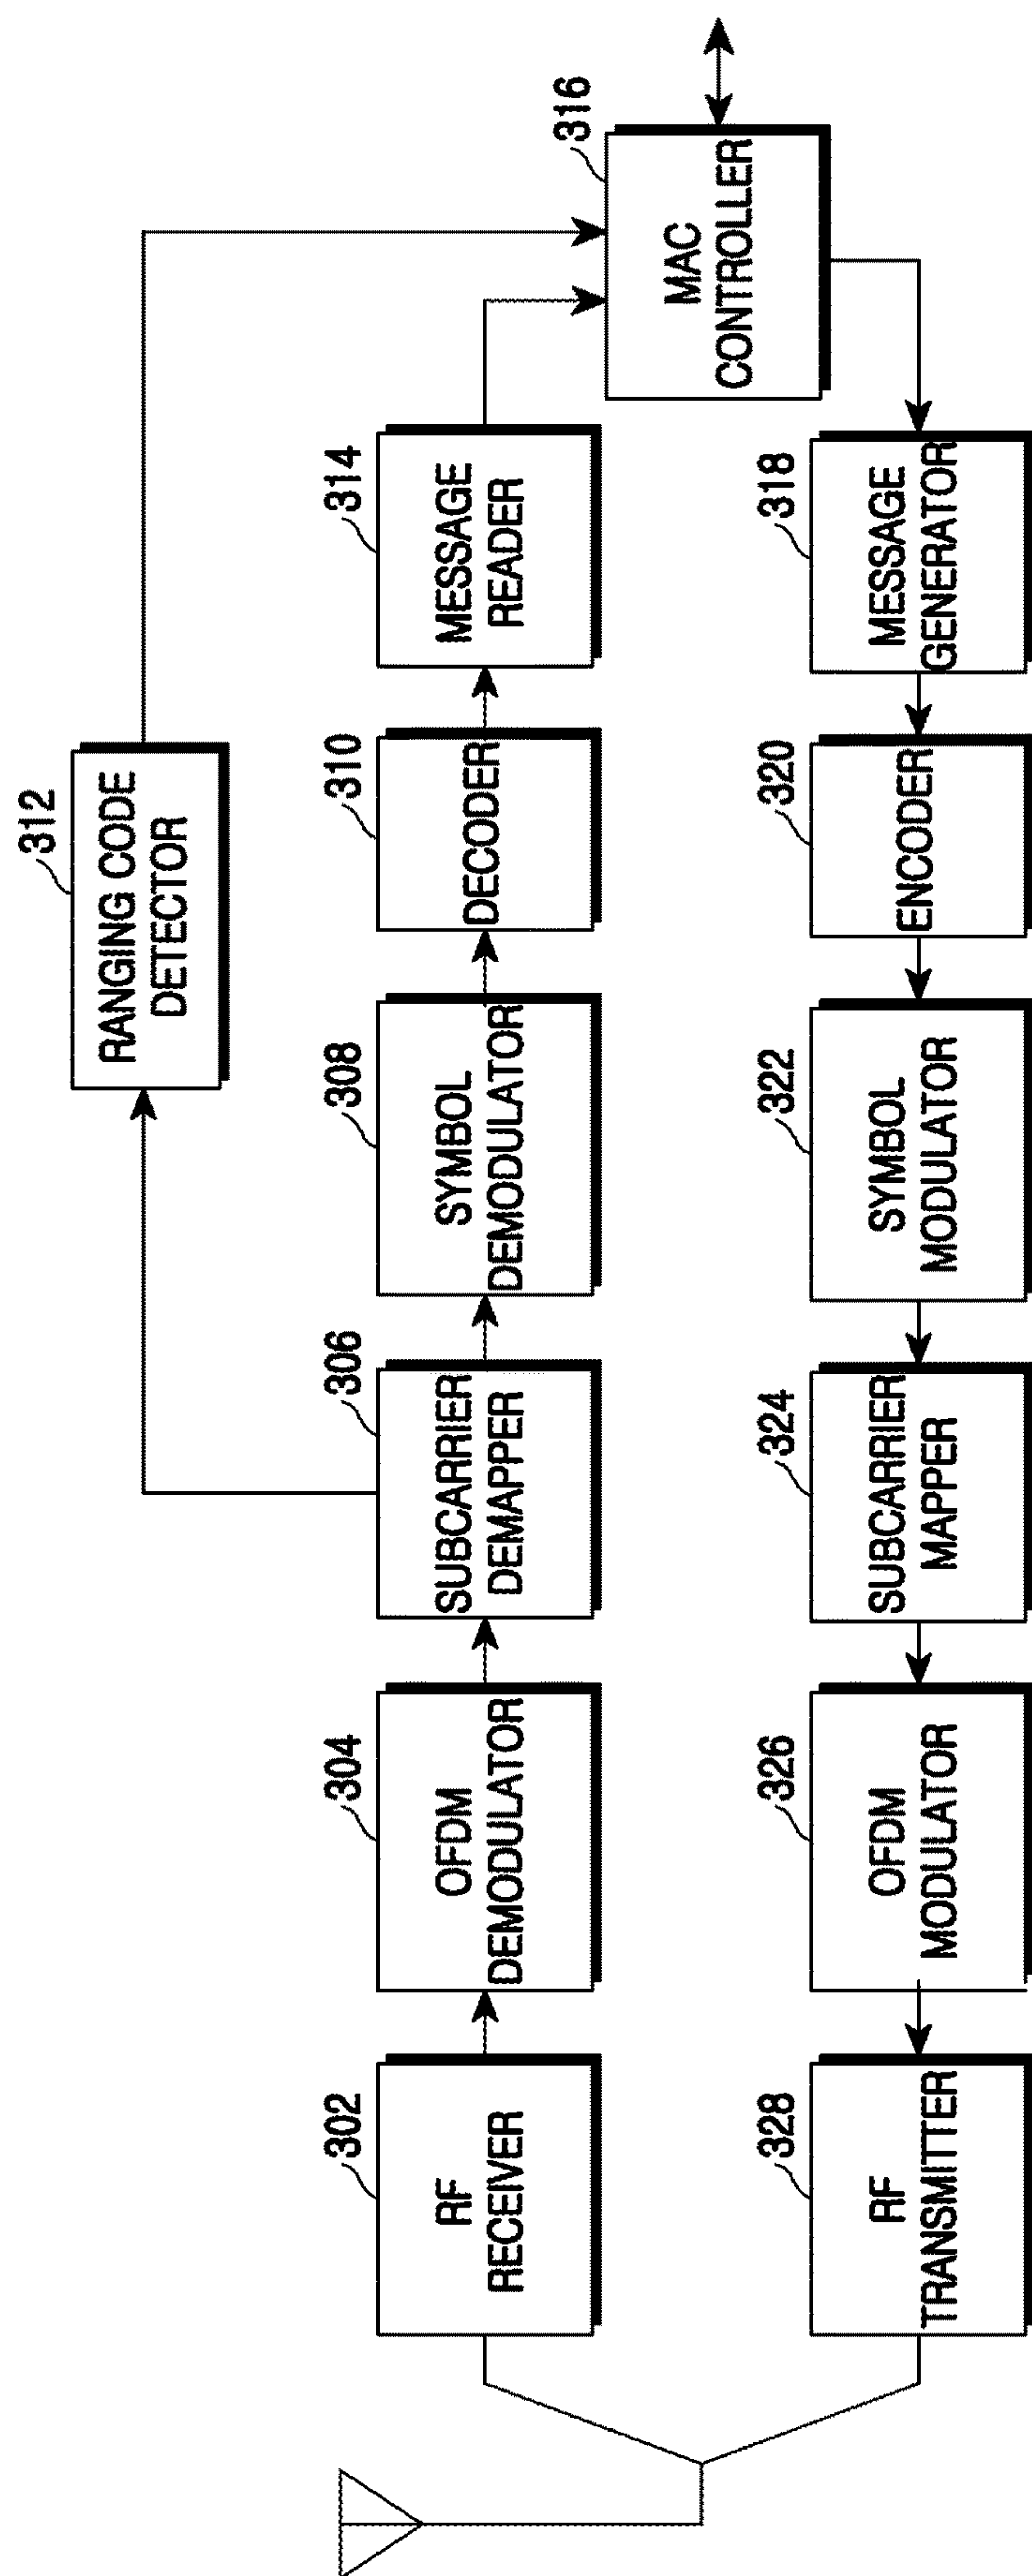 312
RANGING CODE
DETECTOR
302
RF
RECEIVER
304
OFDM
DEMODULATOR
306
SUBCARRIER
DEMAPPER
308
SYMBOL
DEMODULATOR
310
DECODER
314
MESSAGE
READER
316
MAC
CONTROLLER
328
RF
TRANSMITTER
326
OFDM
MODULATOR
324
SUBCARRIER
MAPPER
322
SYMBOL
MODULATOR
320
ENCODER
318
MESSAGE
GENERATOR